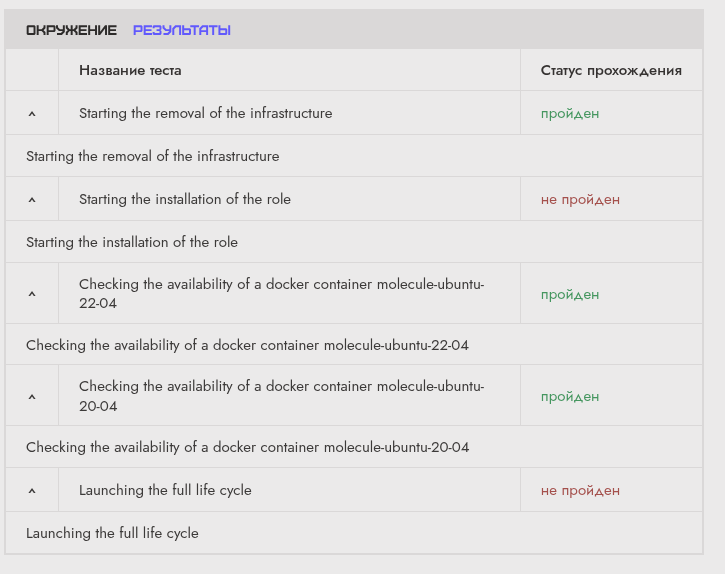 ОКРУЖЕНИЕ РЕЗУЛЬТАТЫ
Название теста Статус прохождения
Starting the removal of the infrastructure пройден
Starting the removal of the infrastructure
Starting the installation of the role не пройден
Starting the installation of the role
Checking the availability of a docker container molecule-ubuntu-
22-04
пройден
Checking the availability of a docker container molecule-ubuntu-22-04
Checking the availability of a docker container molecule-ubuntu-
20-04
пройден
Checking the availability of a docker container molecule-ubuntu-20-04
Launching the full life cycle не пройден
Launching the full life cycle